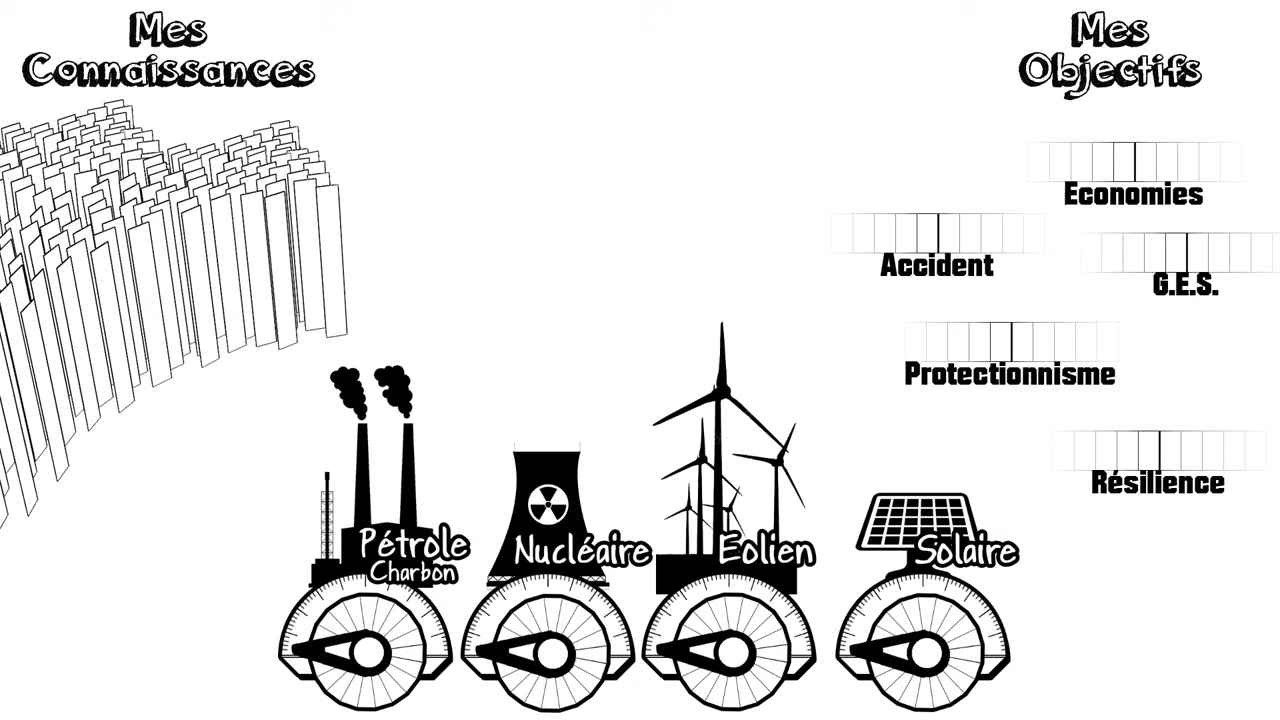 Mes
Connaissances
Mes
Objectifs
Economies
Accident
G.E.S.
Protectionnisme
Résilience
Pétrole
Charbon
Nucléaire
Eolien
Solaire